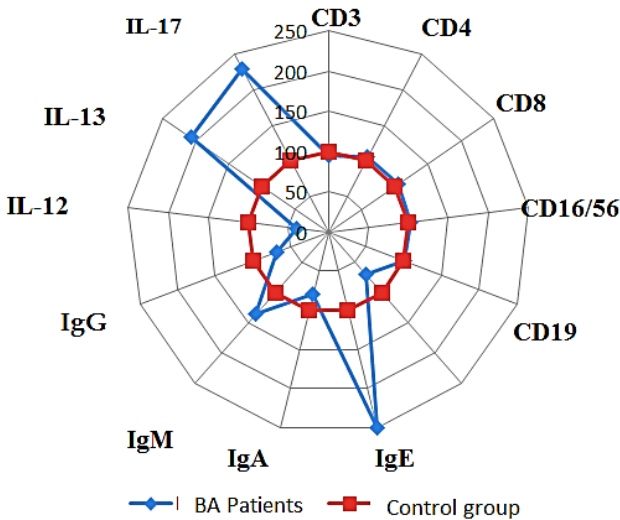 250
CD3
IL-17
CD4
200
150
IL-13
CD8
100
50
IL-12
CD16/56
0
IgG
CD19
IgM
IgA
IgE
BA Patients
Control group